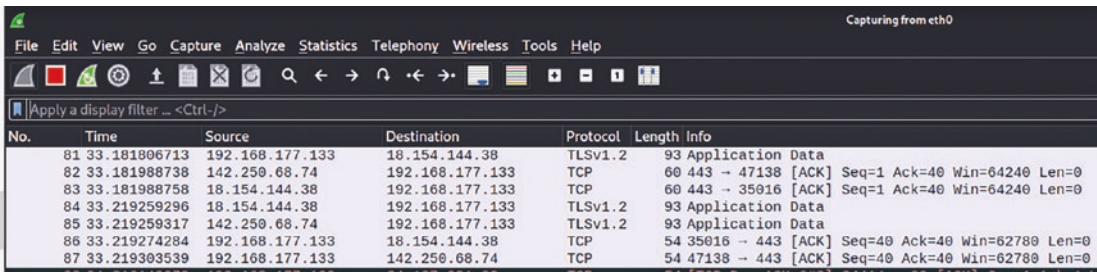 Capturing from eth0
File Edit View Go Capture Analyze Statistics Telephony Wireless Tools Help
Apply a display filter ... <Ctrl-/>
No. Time Source Destination Protocol Length Info
81 33.181806713 192.168.177.133 18.154.144.38 TLSv1.2 93 Application Data
82 33.181988738 142.250.68.74 192.168.177.133 TCP 60 443 → 47138 [ACK] Seq=1 Ack=40 Win=64240 Len=0
83 33.181988758 18.154.144.38 192.168.177.133 TCP 60 443 → 35016 [ACK] Seq=1 Ack=40 Win=64240 Len=0
84 33.219259296 18.154.144.38 192.168.177.133 TLSv1.2 93 Application Data
85 33.219259317 142.250.68.74 192.168.177.133 TLSv1.2 93 Application Data
86 33.219274284 192.168.177.133 18.154.144.38 TCP 54 35016 → 443 [ACK] Seq=40 Ack=40 Win=62780 Len=0
87 33.219303539 192.168.177.133 142.250.68.74 TCP 54 47138 → 443 [ACK] Seq=40 Ack=40 Win=62780 Len=0